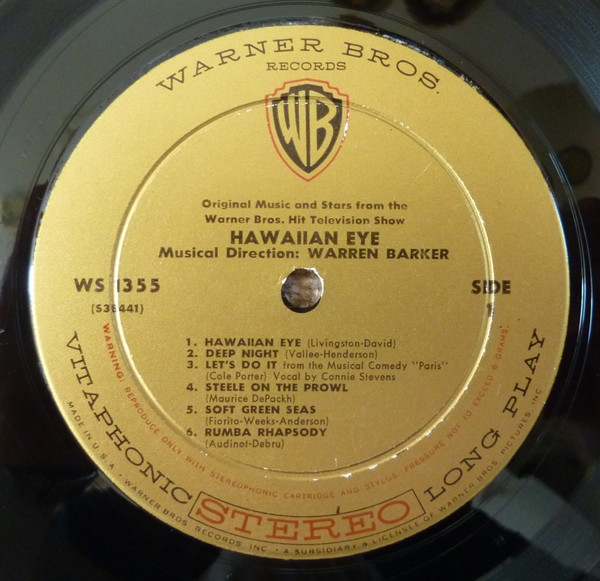 WARNER BROS.
RECORDS
WB
Original Music and Stars from the
Warner Bros. Hit Television Show
HAWAIIAN EYE
Musical Direction: WARREN BARKER
WS 1355
(S38441)
SIDE
1
1. HAWAIIAN EYE (Livingston-David)
2. DEEP NIGHT (Vallee-Henderson)
3. LET'S DO IT from the Musical Comedy "Paris"
(Cole Porter) Vocal by Connie Stevens
4. STEELE ON THE PROWL
(Maurice DePackh)
5. SOFT GREEN SEAS
(Fiorito-Weeks-Anderson)
6. RUMBA RHAPSODY
(Audinot-Debru)
WARNING: REPRODUCE ONLY WITH STEREOPHONIC CARTRIDGE AND STYLUS. PRESSURE NOT TO EXCEED 6 GRAMS.
VITAPHONIC STEREO LONG PLAY
MADE IN U.S.A. • WARNER BROS. RECORDS, INC. • A SUBSIDIARY & LICENSEE OF WARNER BROS. PICTURES, INC.